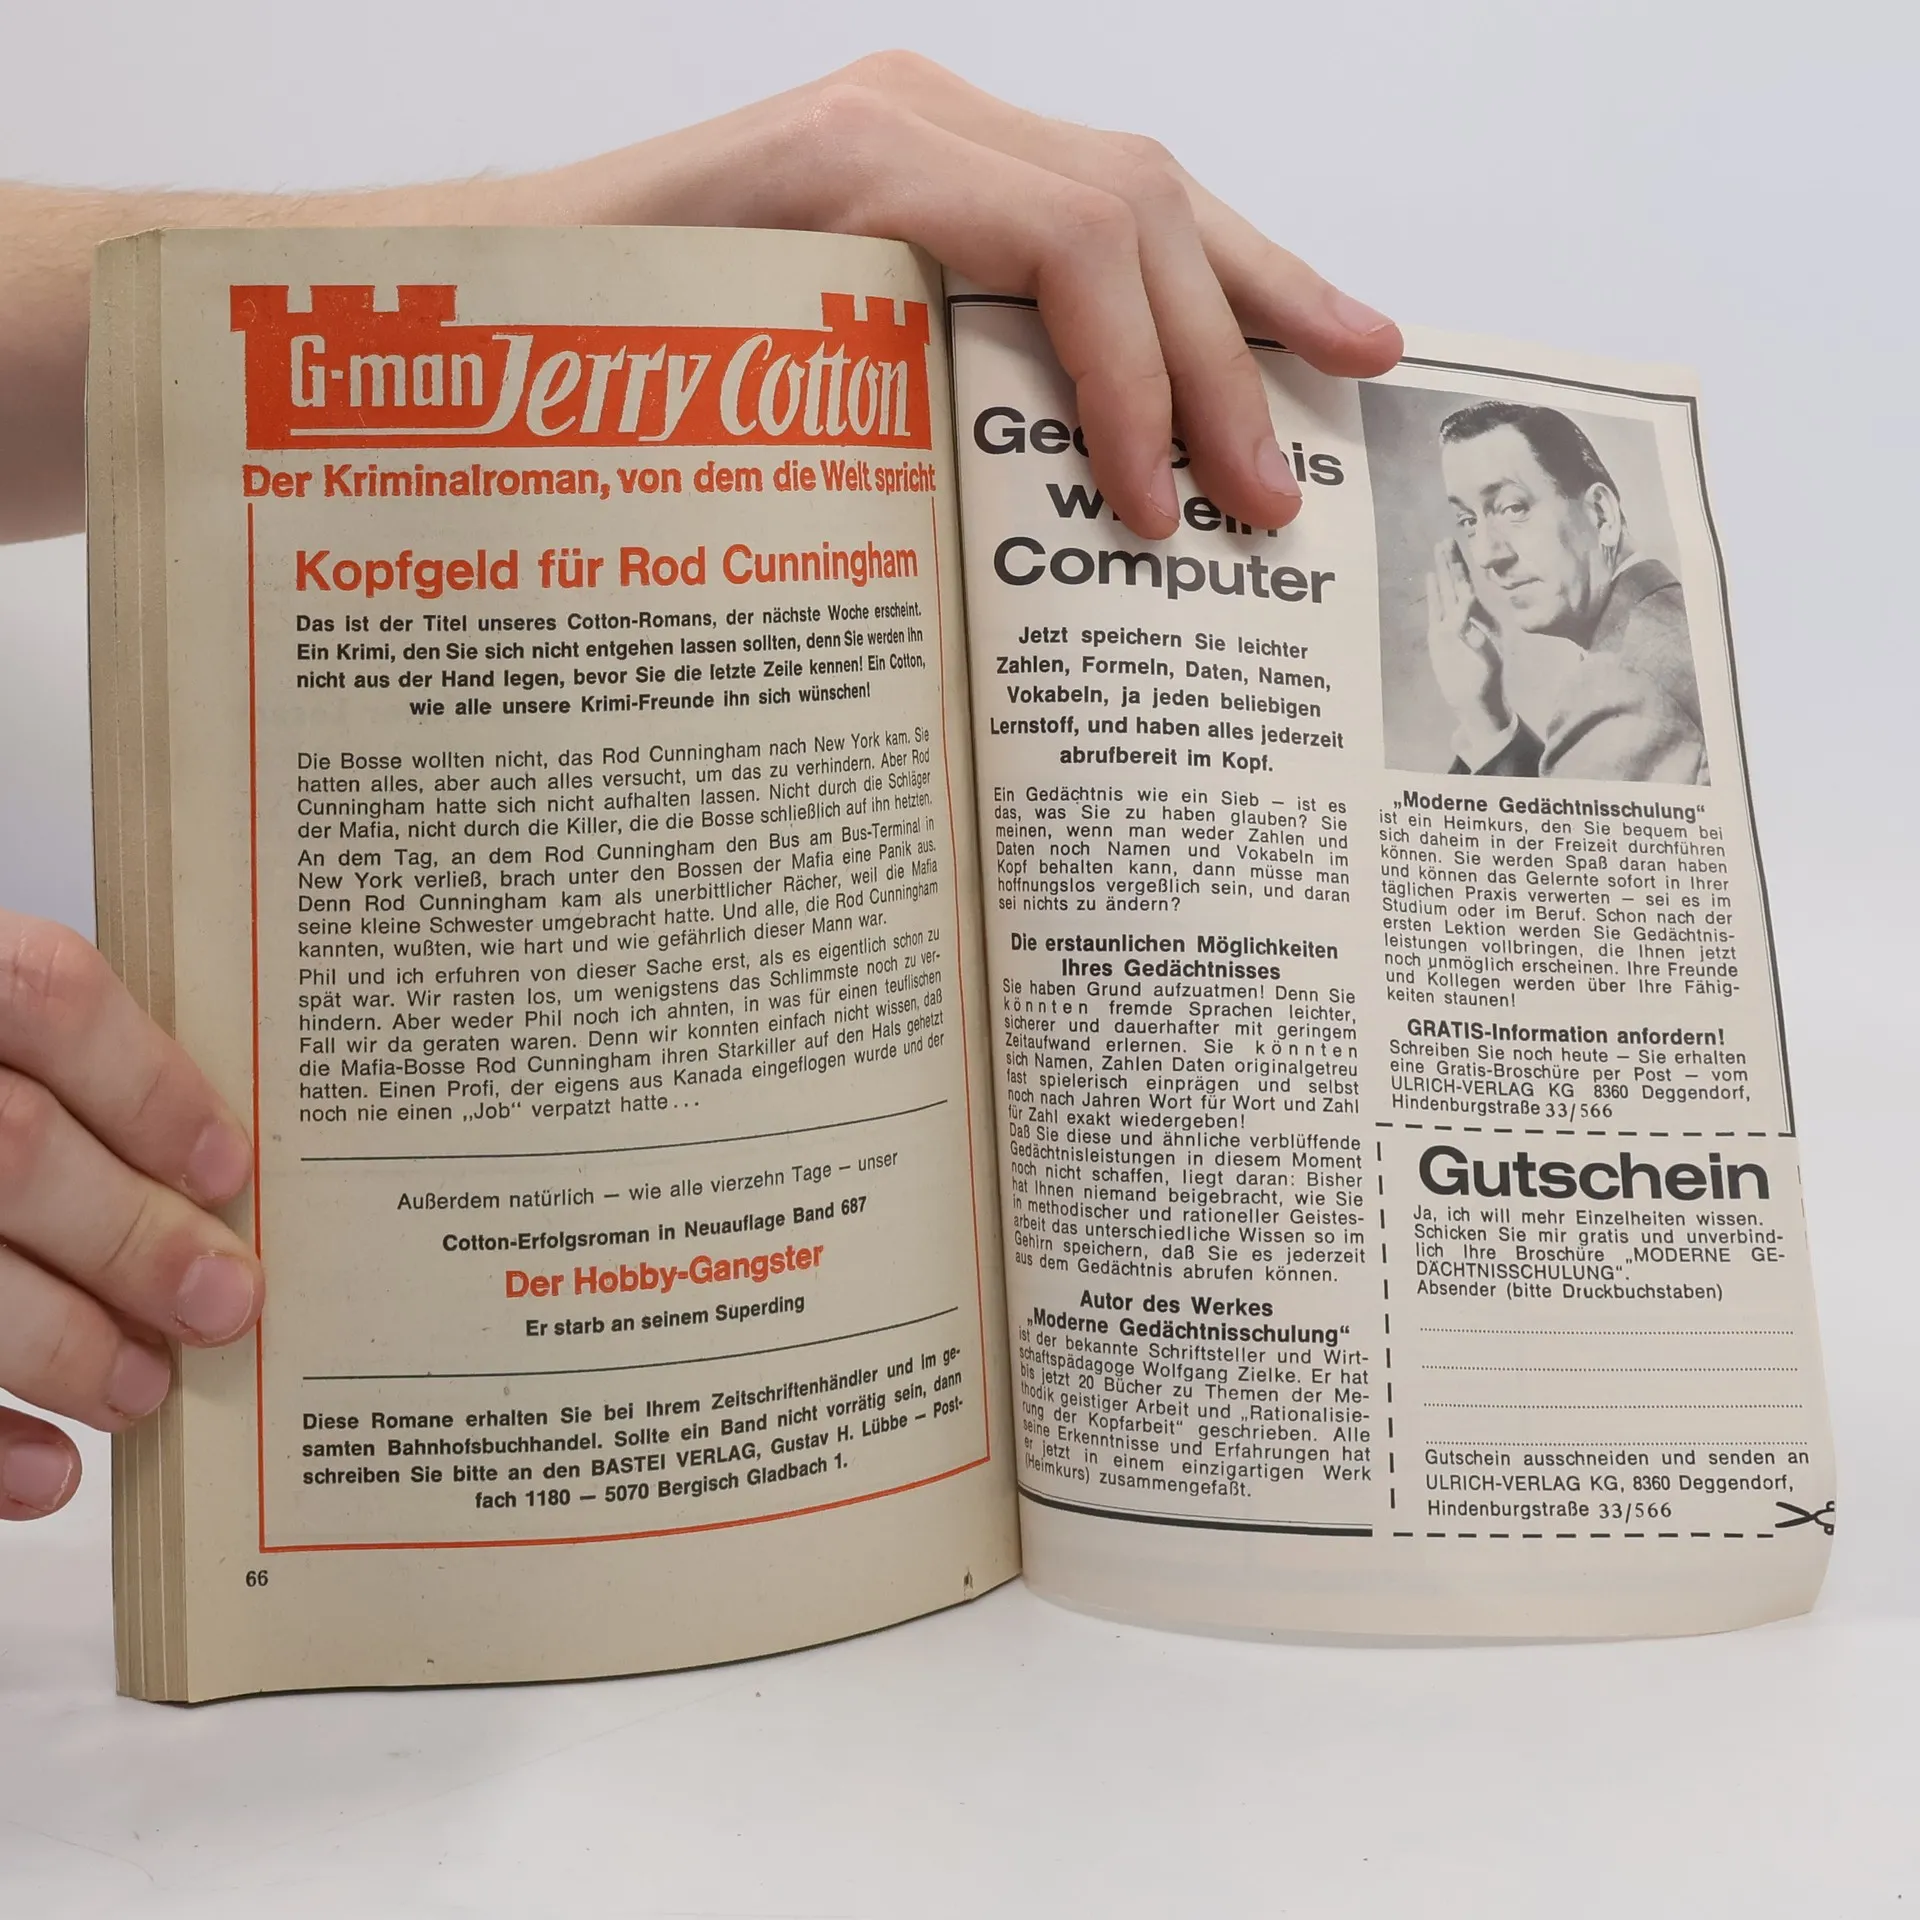 G-man Jerry Cotton
Der Kriminalroman, von dem die Welt spricht
Kopfgeld für Rod Cunningham
Das ist der Titel unseres Cotton-Romans, der nächste Woche erscheint.
Ein Krimi, den Sie sich nicht entgehen lassen sollten, denn Sie werden ihn
nicht aus der Hand legen, bevor Sie die letzte Zeile kennen! Ein Cotton,
wie alle unsere Krimi-Freunde ihn sich wünschen!
Die Bosse wollten nicht, das Rod Cunningham nach New York kam. Sie
hatten alles, aber auch alles versucht, um das zu verhindern. Aber Rod
Cunningham hatte sich nicht aufhalten lassen. Nicht durch die Schläger
der Mafia, nicht durch die Killer, die die Bosse schließlich auf ihn hetzten.
An dem Tag, an dem Rod Cunningham den Bus am Bus-Terminal in
New York verließ, brach unter den Bossen der Mafia eine Panik aus.
Denn Rod Cunningham kam als unerbittlicher Rächer, weil die Mafia
seine kleine Schwester umgebracht hatte. Und alle, die Rod Cunningham
kannten, wußten, wie hart und wie gefährlich dieser Mann war.
Phil und ich erfuhren von dieser Sache erst, als es eigentlich schon zu
spät war. Wir rasten los, um wenigstens das Schlimmste noch zu ver-
hindern. Aber weder Phil noch ich ahnten, in was für einen teuflischen
Fall wir da geraten waren. Denn wir konnten einfach nicht wissen, daß
die Mafia-Bosse Rod Cunningham ihren Starkiller auf den Hals gehetzt
hatten. Einen Profi, der eigens aus Kanada eingeflogen wurde und der
noch nie einen „Job“ verpatzt hatte...
Außerdem natürlich – wie alle vierzehn Tage – unser
Cotton-Erfolgsroman in Neuauflage Band 687
Der Hobby-Gangster
Er starb an seinem Superding
Diese Romane erhalten Sie bei Ihrem Zeitschriftenhändler und im ge-
samten Bahnhofsbuchhandel. Sollte ein Band nicht vorrätig sein, dann
schreiben Sie bitte an den BASTEI VERLAG, Gustav H. Lübbe – Post-
fach 1180 – 5070 Bergisch Gladbach 1.
66
Computer
Jetzt speichern Sie leichter
Zahlen, Formeln, Daten, Namen,
Vokabeln, ja jeden beliebigen
Lernstoff, und haben alles jederzeit
abrufbereit im Kopf.
Ein Gedächtnis wie ein Sieb – ist es
das, was Sie zu haben glauben? Sie
meinen, wenn man weder Zahlen und
Daten noch Namen und Vokabeln im
Kopf behalten kann, dann müsse man
hoffnungslos vergeßlich sein, und daran
sei nichts zu ändern?
Die erstaunlichen Möglichkeiten
Ihres Gedächtnisses
Sie haben Grund aufzuatmen! Denn Sie
könnten fremde Sprachen leichter,
sicherer und dauerhafter mit geringem
Zeitaufwand erlernen. Sie könnten
sich Namen, Zahlen Daten originalgetreu
fast spielerisch einprägen und selbst
noch nach Jahren Wort für Wort und Zahl
für Zahl exakt wiedergeben!
Daß Sie diese und ähnliche verblüffende
Gedächtnisleistungen in diesem Moment
noch nicht schaffen, liegt daran: Bisher
hat Ihnen niemand beigebracht, wie Sie
in methodischer und rationeller Geistes-
arbeit das unterschiedliche Wissen so im
Gehirn speichern, daß Sie es jederzeit
aus dem Gedächtnis abrufen können.
Autor des Werkes
„Moderne Gedächtnisschulung“
ist der bekannte Schriftsteller und Wirt-
schaftspädagoge Wolfgang Zielke. Er hat
bis jetzt 20 Bücher zu Themen der Me-
thodik geistiger Arbeit und „Rationalisie-
rung der Kopfarbeit“ geschrieben. Alle
seine Erkenntnisse und Erfahrungen hat
er jetzt in einem einzigartigen Werk
(Heimkurs) zusammengefaßt.
„Moderne Gedächtnisschulung“
ist ein Heimkurs, den Sie bequem bei
sich daheim in der Freizeit durchführen
können. Sie werden Spaß daran haben
und können das Gelernte sofort in Ihrer
täglichen Praxis verwerten – sei es im
Studium oder im Beruf. Schon nach der
ersten Lektion werden Sie Gedächtnis-
leistungen vollbringen, die Ihnen jetzt
noch unmöglich erscheinen. Ihre Freunde
und Kollegen werden über Ihre Fähig-
keiten staunen!
GRATIS-Information anfordern!
Schreiben Sie noch heute – Sie erhalten
eine Gratis-Broschüre per Post – vom
ULRICH-VERLAG KG 8360 Deggendorf,
Hindenburgstraße 33/566
Gutschein
Ja, ich will mehr Einzelheiten wissen.
Schicken Sie mir gratis und unverbind-
lich Ihre Broschüre „MODERNE GE-
DÄCHTNISSCHULUNG“.
Absender (bitte Druckbuchstaben)
Gutschein ausschneiden und senden an
ULRICH-VERLAG KG, 8360 Deggendorf,
Hindenburgstraße 33/566